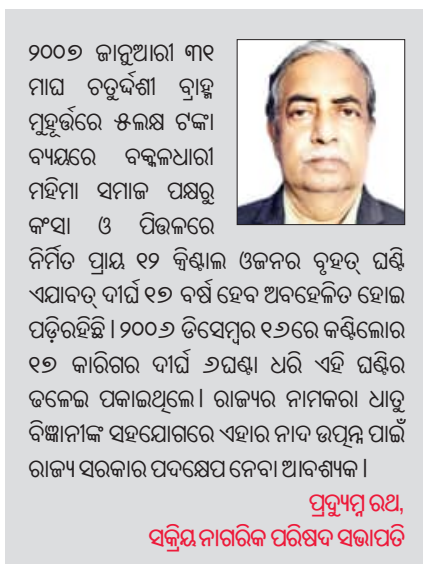 ୨୦୦୭ ଜାନୁଆରୀ ୩୧
ମାଘ ଚତୁର୍ଦ୍ଦଶୀ ବ୍ରାହ୍ମ
ମୁହୂର୍ତ୍ତରେ ୫ଲକ୍ଷ ଟଙ୍କା
ବ୍ୟୟରେ ବକ୍କଳଧାରୀ
ମହିମା ସମାଜ ପକ୍ଷରୁ
କଂସା ଓ ପିତ୍ତଳରେ
ନିର୍ମିତ ପ୍ରାୟ ୧୨ କ୍ୱିଣ୍ଟାଲ ଓଜନର ବୃହତ୍ ଘଣ୍ଟି
ଏଯାବତ୍ ଦୀର୍ଘ ୧୭ ବର୍ଷ ହେବ ଅବହେଳିତ ହୋଇ
ପଡ଼ିରହିଛି । ୨୦୦୬ ଡିସେମ୍ବର ୧୬ରେ କଣ୍ଟିଲୋର
୧୭ କାରିଗର ଦୀର୍ଘ ୬ଘଣ୍ଟା ଧରି ଏହି ଘଣ୍ଟିର
ଢଳେଇ ପକାଇଥିଲେ । ରାଜ୍ୟର ନାମକରା ଧାତୁ
ବିଜ୍ଞାନୀଙ୍କ ସହଯୋଗରେ ଏହାର ନାଦ ଉତ୍ପନ୍ନ ପାଇଁ
ରାଜ୍ୟ ସରକାର ପଦକ୍ଷେପ ନେବା ଆବଶ୍ୟକ ।
ପ୍ରଦ୍ୟୁମ୍ନ ରଥ,
ସକ୍ରିୟ ନାଗରିକ ପରିଷଦ ସଭାପତି